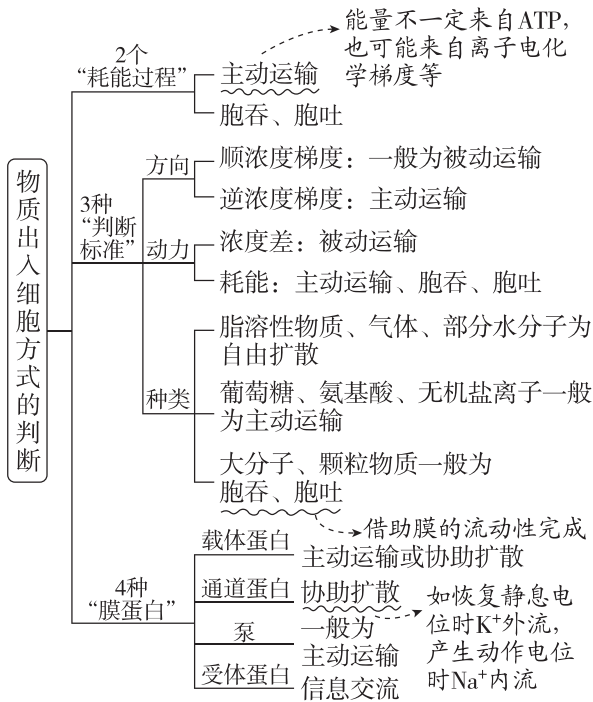 物质出入细胞方式的判断
2个
“耗能过程”
主动运输
能量不一定来自ATP，
也可能来自离子电化
学梯度等
胞吞、胞吐
3种
“判断
标准”
方向
顺浓度梯度：一般为被动运输
逆浓度梯度：主动运输
动力
浓度差：被动运输
耗能：主动运输、胞吞、胞吐
种类
脂溶性物质、气体、部分水分子为
自由扩散
葡萄糖、氨基酸、无机盐离子一般
为主动运输
大分子、颗粒物质一般为
胞吞、胞吐
借助膜的流动性完成
4种
“膜蛋白”
载体蛋白
主动运输或协助扩散
通道蛋白
协助扩散
如恢复静息电
位时K⁺外流，
产生动作电位
时Na⁺内流
泵
一般为
主动运输
受体蛋白
信息交流